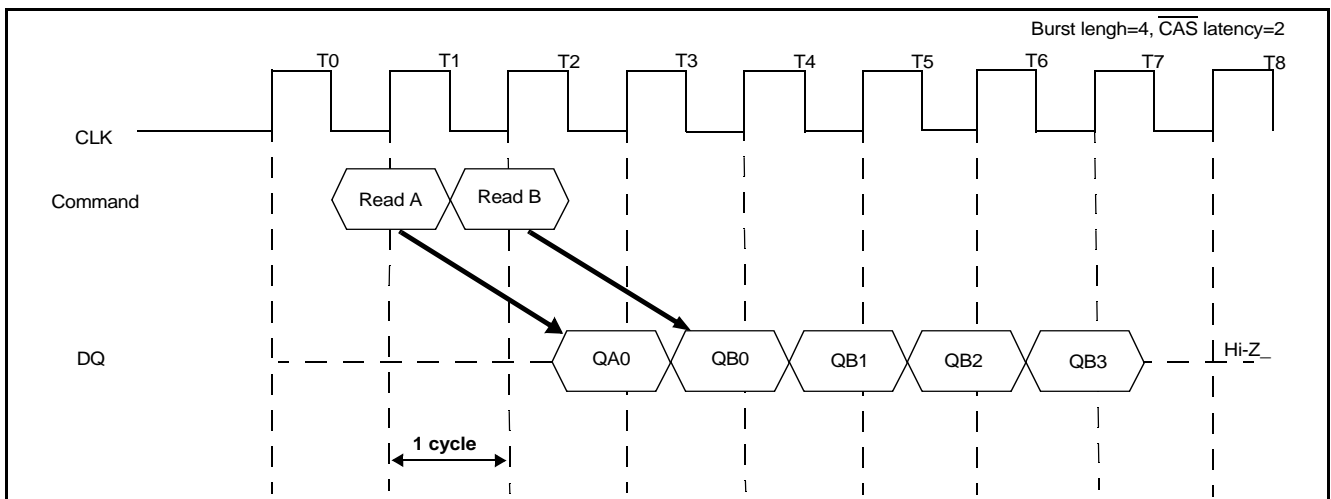 Burst lengh=4, CAS latency=2
T0 T1 T2 T3 T4 T5 T6 T7 T8
CLK
Command
Read A Read B
DQ
QA0 QB0 QB1 QB2 QB3
Hi-Z_
1 cycle